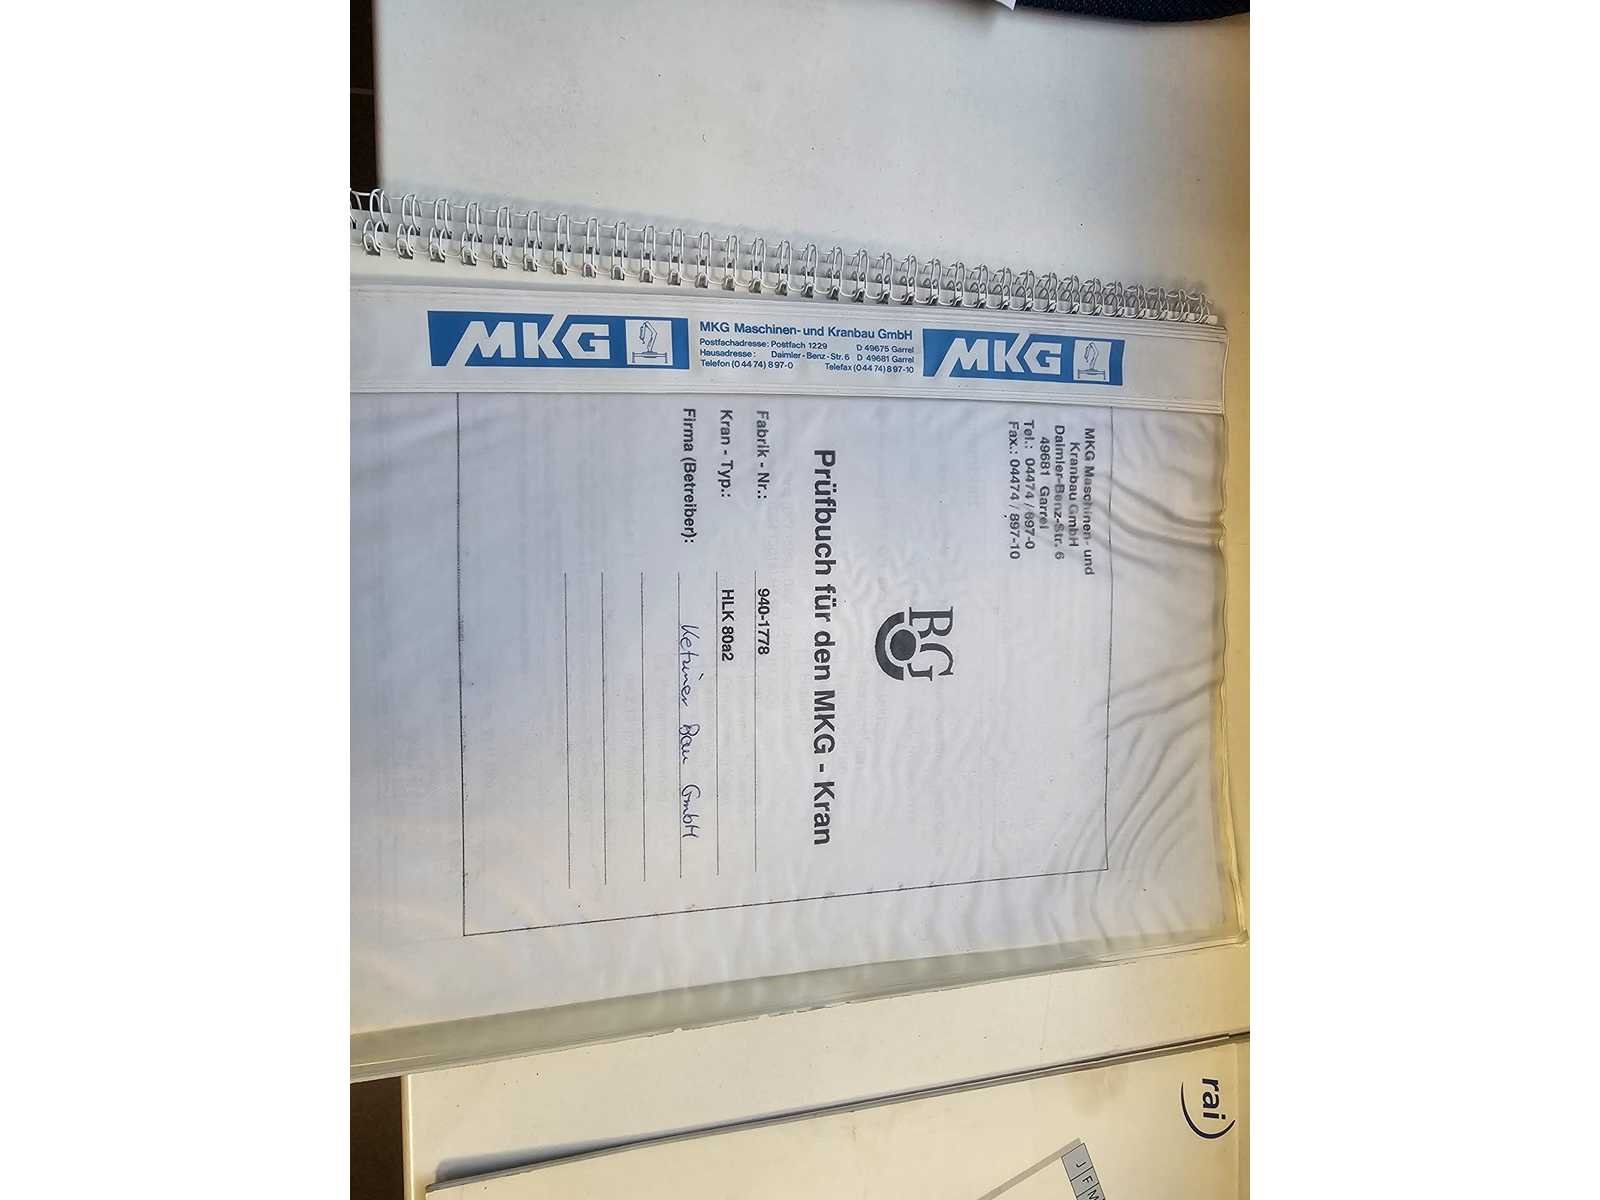 MKG
MKG Maschinen- und Kranbau GmbH
Postfachadresse: Postfach 1229 D 49675 Garrel
Hausadresse: Daimler-Benz-Str. 6 D 49681 Garrel
Telefon (0 44 74) 8 97-0 Telefax (0 44 74) 8 97-10
MKG
MKG Maschinen- und
Kranbau GmbH
Daimler-Benz-Str. 6
49681 Garrel
Tel.: 04474 / 897-0
Fax.: 04474 / 897-10
BG
Prüfbuch für den MKG - Kran
Fabrik - Nr.: 940-1778
Kran - Typ.: HLK 80a2
Firma (Betreiber): Ketziner Bau GmbH
rai
J F M